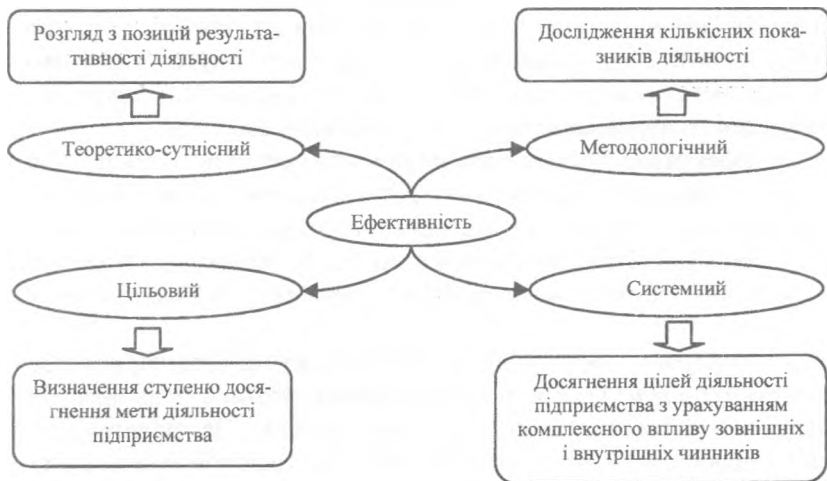 Розгляд з позицій результа-
тивності діяльності
Дослідження кількісних пока-
зників діяльності
Теоретико-сутнісний
Методологічний
Ефективність
Цільовий
Системний
Визначення ступеню дося-
гнення мети діяльності
підприємства
Досягнення цілей діяльності
підприємства з урахуванням
комплексного впливу зовнішніх
і внутрішніх чинників